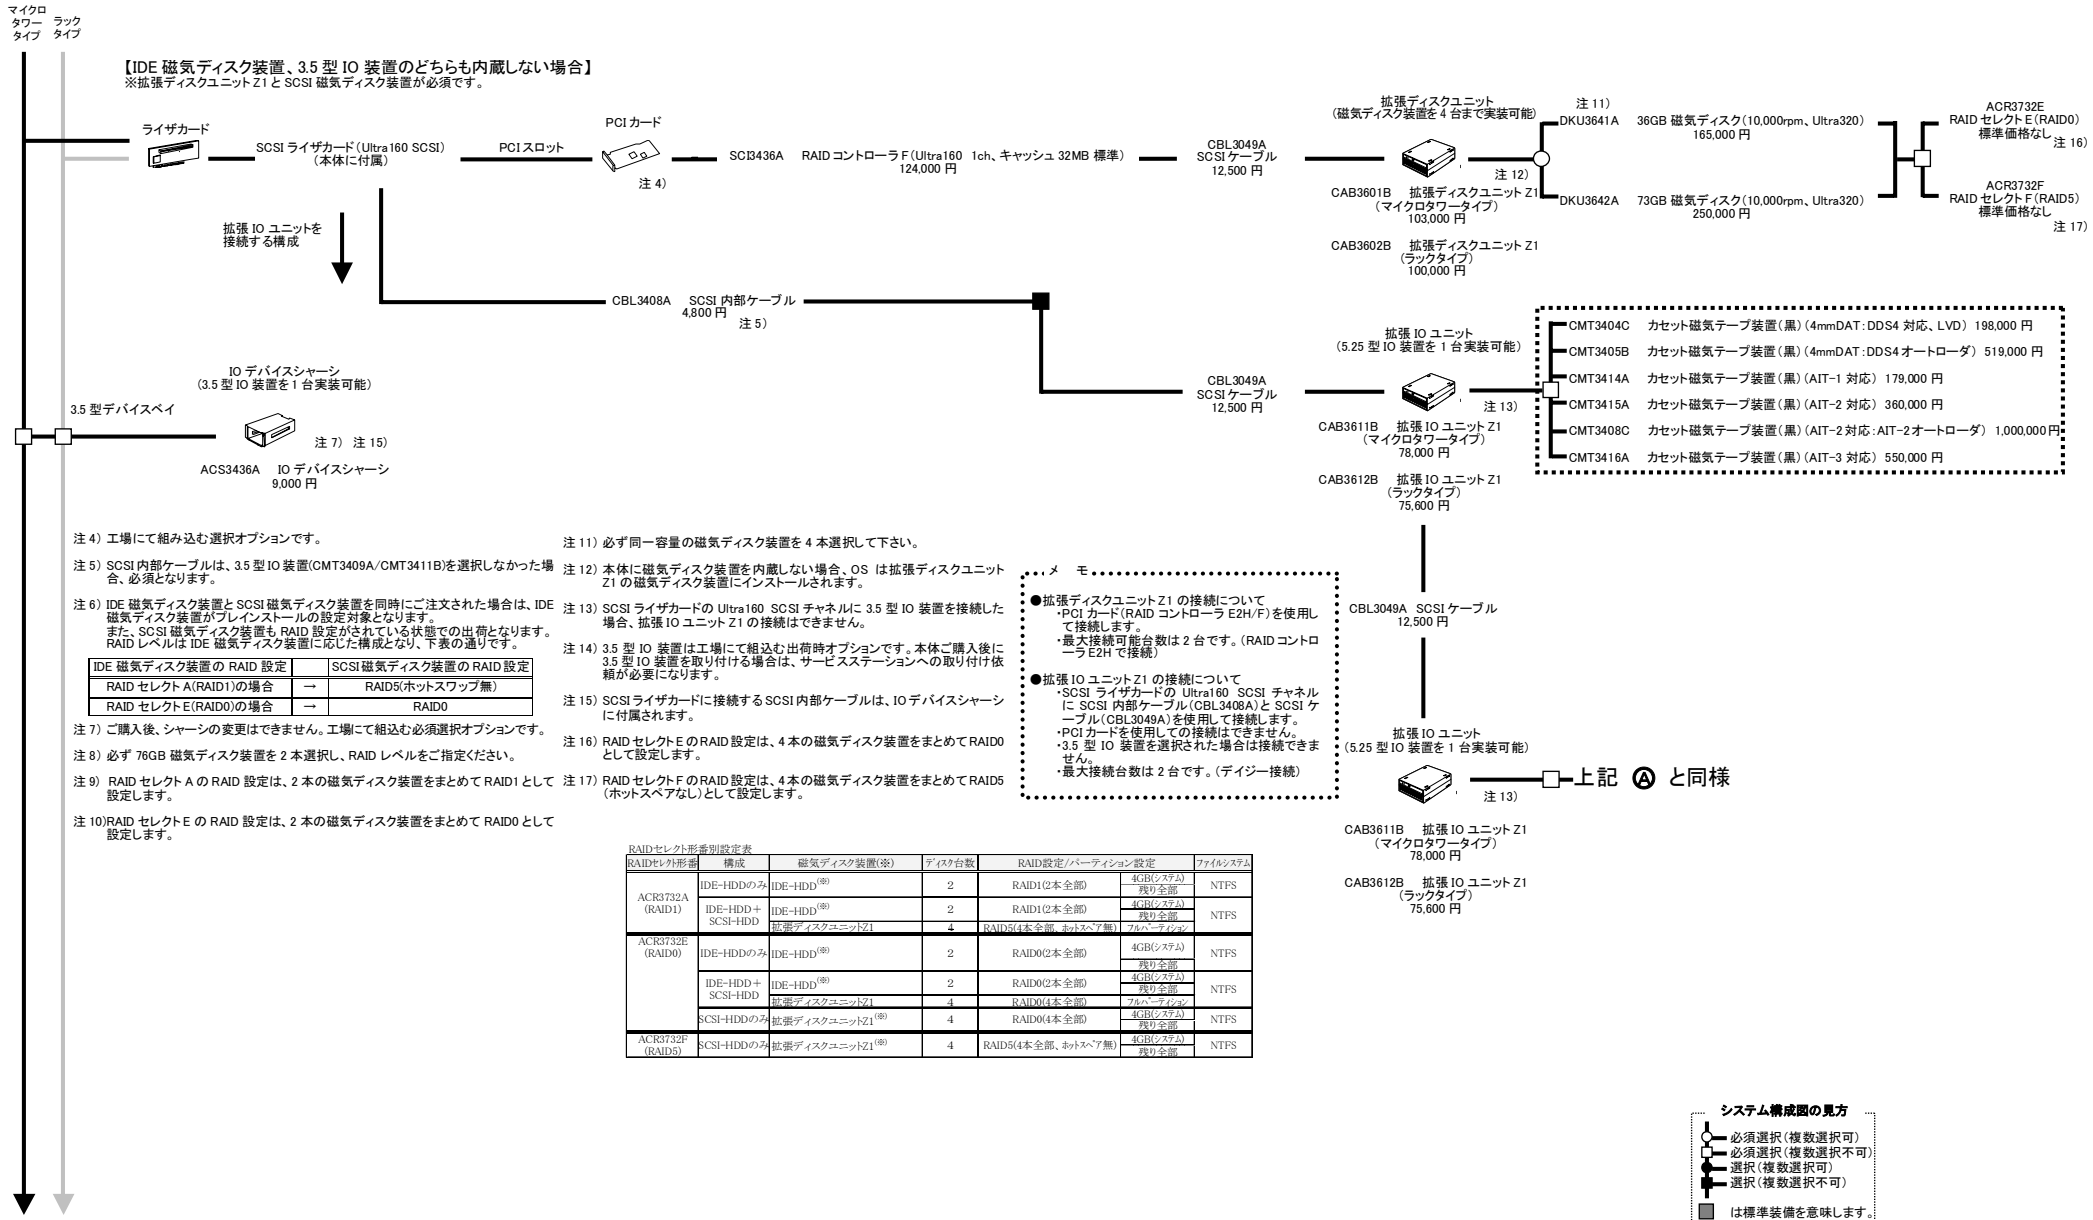 マイクロ
タワー
タイプ
ラック
タイプ
【IDE 磁気ディスク装置、3.5 型 IO 装置のどちらも内蔵しない場合】
※拡張ディスクユニット Z1 と SCSI 磁気ディスク装置が必須です。
ライザカード
SCSI ライザカード(Ultra160 SCSI)
(本体に付属)
PCI スロット
PCI カード
注 4)
SCI3436A RAID コントローラ F(Ultra160 1ch、キャッシュ 32MB 標準)
124,000 円
CBL3049A
SCSI ケーブル
12,500 円
拡張ディスクユニット
(磁気ディスク装置を 4 台まで実装可能)
注 12)
CAB3601B 拡張ディスクユニット Z1
(マイクロタワータイプ)
103,000 円
CAB3602B 拡張ディスクユニット Z1
(ラックタイプ)
100,000 円
注 11)
DKU3641A 36GB 磁気ディスク(10,000rpm、Ultra320)
165,000 円
DKU3642A 73GB 磁気ディスク(10,000rpm、Ultra320)
250,000 円
ACR3732E
RAID セレクト E(RAID0)
標準価格なし
注 16)
ACR3732F
RAID セレクト F(RAID5)
標準価格なし
注 17)
拡張 IO ユニットを
接続する構成
CBL3408A SCSI 内部ケーブル
4,800 円
注 5)
CBL3049A
SCSI ケーブル
12,500 円
拡張 IO ユニット
(5.25 型 IO 装置を 1 台実装可能)
注 13)
CAB3611B 拡張 IO ユニット Z1
(マイクロタワータイプ)
78,000 円
CAB3612B 拡張 IO ユニット Z1
(ラックタイプ)
75,600 円
CMT3404C カセット磁気テープ装置(黒)(4mmDAT:DDS4 対応、LVD) 198,000 円
CMT3405B カセット磁気テープ装置(黒)(4mmDAT:DDS4 オートローダ) 519,000 円
CMT3414A カセット磁気テープ装置(黒)(AIT-1 対応) 179,000 円
CMT3415A カセット磁気テープ装置(黒)(AIT-2 対応) 360,000 円
CMT3408C カセット磁気テープ装置(黒)(AIT-2 対応:AIT-2 オートローダ) 1,000,000 円
CMT3416A カセット磁気テープ装置(黒)(AIT-3 対応) 550,000 円
IO デバイスシャーシ
(3.5 型 IO 装置を 1 台実装可能)
3.5 型デバイスベイ
注 7) 注 15)
ACS3436A IO デバイスシャーシ
9,000 円
注 4) 工場にて組み込む選択オプションです。
注 5) SCSI 内部ケーブルは、3.5 型 IO 装置(CMT3409A/CMT3411B)を選択しなかった場
合、必須となります。
注 6) IDE 磁気ディスク装置と SCSI 磁気ディスク装置を同時にご注文された場合は、IDE
磁気ディスク装置がプレインストールの設定対象となります。
また、SCSI 磁気ディスク装置も RAID 設定がされている状態での出荷となります。
RAID レベルは IDE 磁気ディスク装置に応じた構成となり、下表の通りです。
IDE 磁気ディスク装置の RAID 設定 SCSI 磁気ディスク装置の RAID 設定
RAID セレクト A(RAID1)の場合 → RAID5(ホットスワップ無)
RAID セレクト E(RAID0)の場合 → RAID0
注 7) ご購入後、シャーシの変更はできません。工場にて組込む必須選択オプションです。
注 8) 必ず 76GB 磁気ディスク装置を 2 本選択し、RAID レベルをご指定ください。
注 9) RAID セレクト A の RAID 設定は、2 本の磁気ディスク装置をまとめて RAID1 として
設定します。
注 10)RAID セレクト E の RAID 設定は、2 本の磁気ディスク装置をまとめて RAID0 として
設定します。
注 11) 必ず同一容量の磁気ディスク装置を 4 本選択して下さい。
注 12) 本体に磁気ディスク装置を内蔵しない場合、OS は拡張ディスクユニット
Z1 の磁気ディスク装置にインストールされます。
注 13) SCSI ライザカードの Ultra160 SCSI チャネルに 3.5 型 IO 装置を接続した
場合、拡張 IO ユニット Z1 の接続はできません。
注 14) 3.5 型 IO 装置は工場にて組込む出荷時オプションです。本体ご購入後に
3.5 型 IO 装置を取り付ける場合は、サービスステーションへの取り付け依
頼が必要になります。
注 15) SCSI ライザカードに接続する SCSI 内部ケーブルは、IO デバイスシャーシ
に付属されます。
注 16) RAID セレクト E の RAID 設定は、4 本の磁気ディスク装置をまとめて RAID0
として設定します。
注 17) RAID セレクト F の RAID 設定は、4 本の磁気ディスク装置をまとめて RAID5
(ホットスペアなし)として設定します。
メ モ
●拡張ディスクユニット Z1 の接続について
・PCI カード(RAID コントローラ E2H/F)を使用し
て接続します。
・最大接続可能台数は 2 台です。(RAID コントロ
ーラ E2H で接続)
●拡張 IO ユニット Z1 の接続について
・SCSI ライザカードの Ultra160 SCSI チャネル
に SCSI 内部ケーブル(CBL3408A)と SCSI ケ
ーブル(CBL3049A)を使用して接続します。
・PCI カードを使用しての接続はできません。
・3.5 型 IO 装置を選択された場合は接続できま
せん。
・最大接続台数は 2 台です。(デイジー接続)
CBL3049A SCSI ケーブル
12,500 円
拡張 IO ユニット
(5.25 型 IO 装置を 1 台実装可能)
注 13)
上記 Ⓐ と同様
CAB3611B 拡張 IO ユニット Z1
(マイクロタワータイプ)
78,000 円
CAB3612B 拡張 IO ユニット Z1
(ラックタイプ)
75,600 円
RAIDセレクト形番別設定表
RAIDセレクト形番 構成 磁気ディスク装置(※) ディスク台数 RAID設定/パーティション設定 ファイルシステム
ACR3732A
(RAID1)
IDE-HDDのみ IDE-HDD(※) 2 RAID1(2本全部) 4GB(システム) NTFS
残り全部
IDE-HDD+
SCSI-HDD
IDE-HDD(※) 2 RAID1(2本全部) 4GB(システム) NTFS
残り全部
拡張ディスクユニットZ1 4 RAID5(4本全部、ホットスペア無) フルパーティション
ACR3732E
(RAID0)
IDE-HDDのみ IDE-HDD(※) 2 RAID0(2本全部) 4GB(システム) NTFS
残り全部
IDE-HDD+
SCSI-HDD
IDE-HDD(※) 2 RAID0(2本全部) 4GB(システム) NTFS
残り全部
拡張ディスクユニットZ1 4 RAID0(4本全部) フルパーティション
SCSI-HDDのみ 拡張ディスクユニットZ1(※) 4 RAID0(4本全部) 4GB(システム) NTFS
残り全部
ACR3732F
(RAID5)
SCSI-HDDのみ 拡張ディスクユニットZ1(※) 4 RAID5(4本全部、ホットスペア無) 4GB(システム) NTFS
残り全部
システム構成図の見方
必須選択(複数選択可)
必須選択(複数選択不可)
選択(複数選択可)
選択(複数選択不可)
は標準装備を意味します。